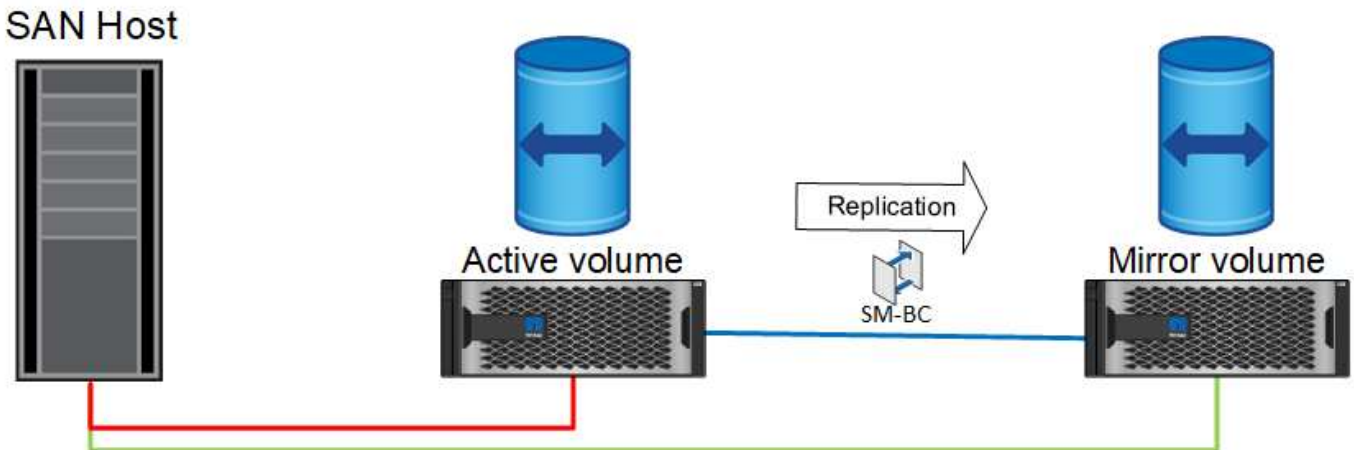 SAN Host
Replication
Active volume
Mirror volume
SM-BC